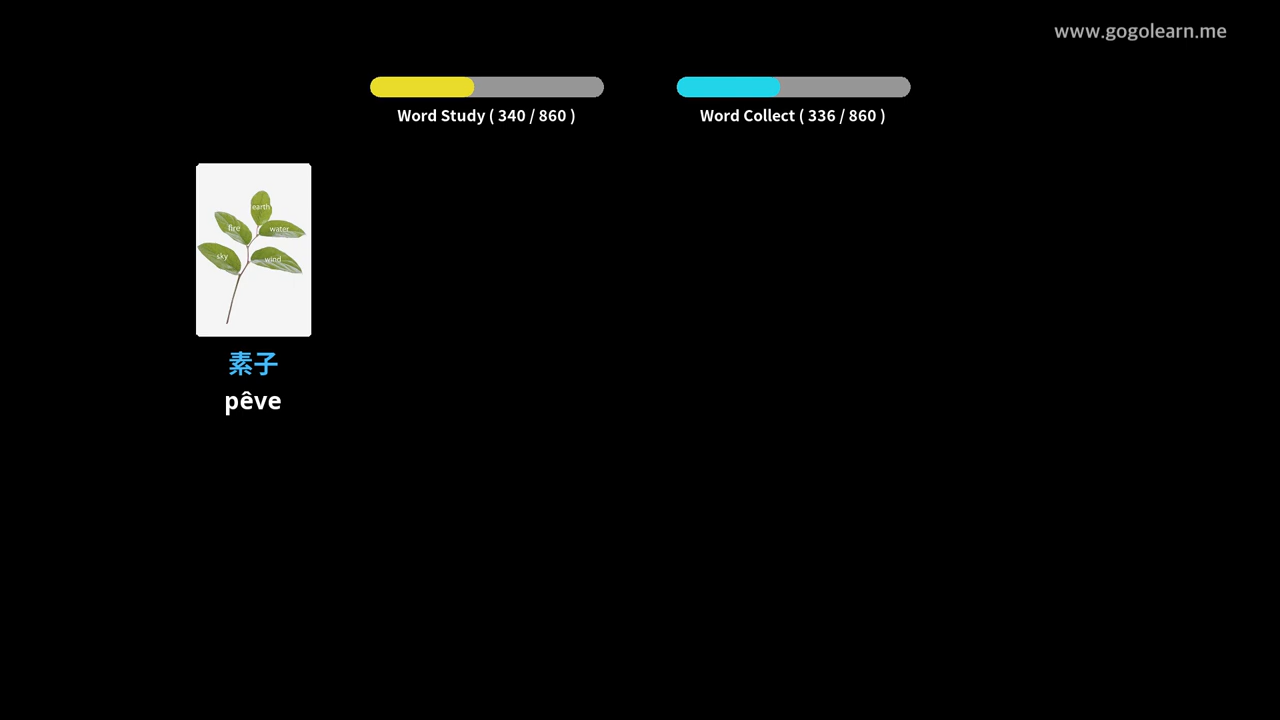 www.gogolearn.me
Word Study ( 340 / 860 )
Word Collect ( 336 / 860 )
earth
fire
water
sky
wind
素子
pêve